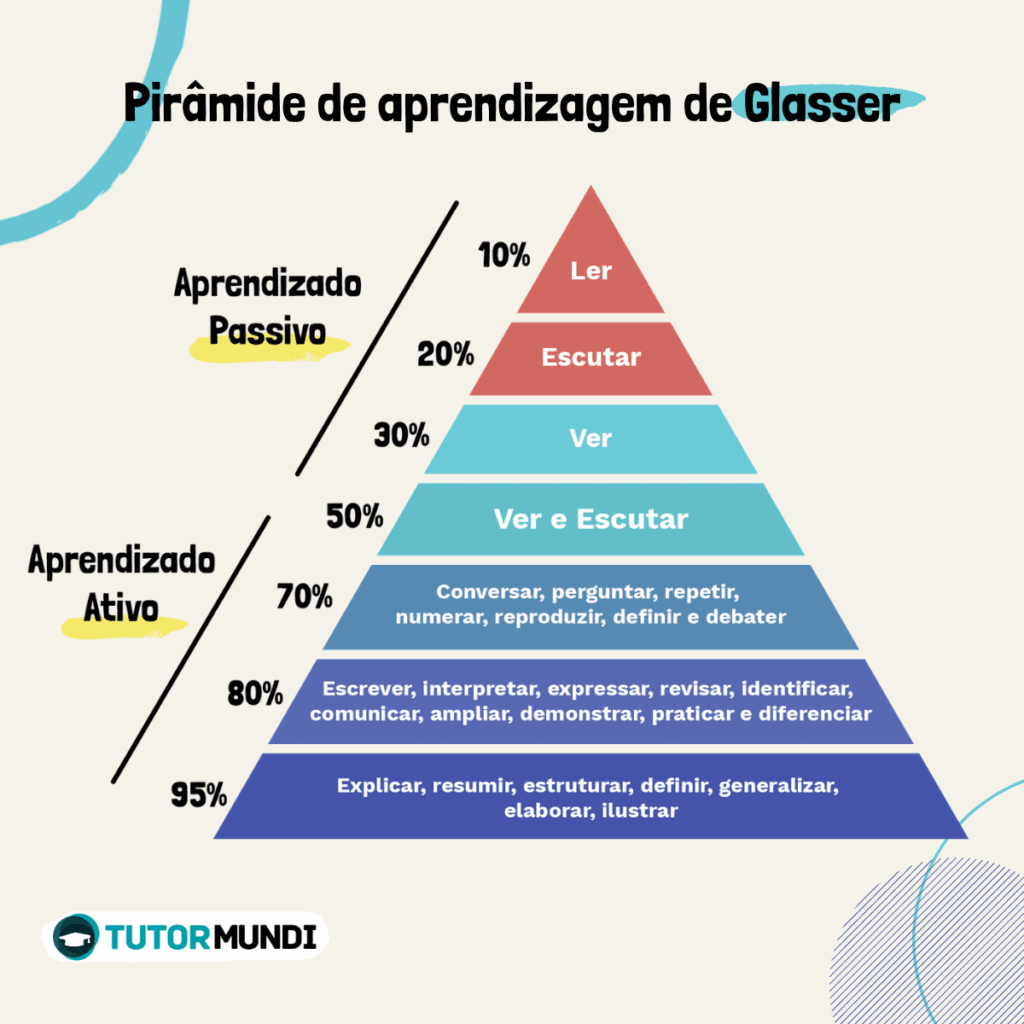 Pirâmide de aprendizagem de Glasser
Aprendizado
Passivo
10%
Ler
20%
Escutar
30%
Ver
Aprendizado
Ativo
50%
Ver e Escutar
70%
Conversar, perguntar, repetir,
numerar, reproduzir, definir e debater
80%
Escrever, interpretar, expressar, revisar, identificar,
comunicar, ampliar, demonstrar, praticar e diferenciar
95%
Explicar, resumir, estruturar, definir, generalizar,
elaborar, ilustrar
TUTORMUNDI